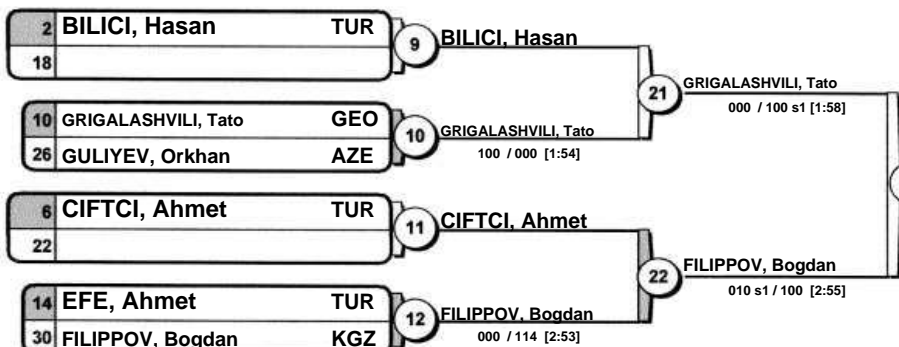 2 BILICI, Hasan TUR
18
9
BILICI, Hasan
10 GRIGALASHVILI, Tato GEO
26 GULIYEV, Orkhan AZE
10
GRIGALASHVILI, Tato
100 / 000 [1:54]
21
GRIGALASHVILI, Tato
000 / 100 s1 [1:58]
6 CIFTCI, Ahmet TUR
22
11
CIFTCI, Ahmet
14 EFE, Ahmet TUR
30 FILIPPOV, Bogdan KGZ
12
FILIPPOV, Bogdan
000 / 114 [2:53]
22
FILIPPOV, Bogdan
010 s1 / 100 [2:55]